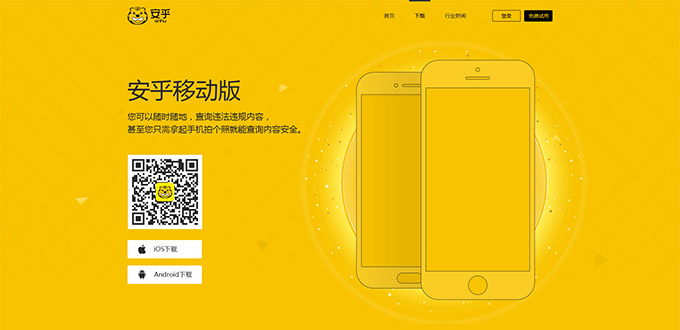 安乎
首页
下载
行业新闻
登录
免费试用
安乎移动版
您可以随时随地，查询违法违规内容，
甚至您只需拿起手机拍个照就能查询内容安全。
iOS下载
Android下载